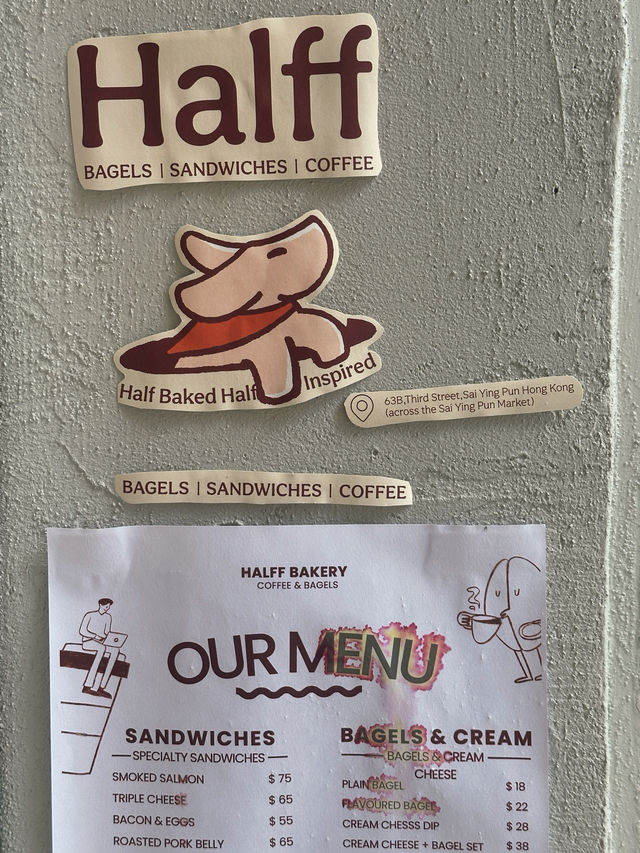 Halff
BAGELS | SANDWICHES | COFFEE
Half Baked Half Inspired
63B,Third Street,Sai Ying Pun Hong Kong
(across the Sai Ying Pun Market)
BAGELS | SANDWICHES | COFFEE
HALFF BAKERY
COFFEE & BAGELS
OUR MENU
SANDWICHES
SPECIALTY SANDWICHES
SMOKED SALMON $ 75
TRIPLE CHEESE $ 65
BACON & EGGS $ 55
ROASTED PORK BELLY $ 65
BAGELS & CREAM
BAGELS & CREAM
CHEESE
PLAIN BAGEL $ 18
FLAVOURED BAGEL $ 22
CREAM CHESSS DIP $ 28
CREAM CHEESE + BAGEL SET $ 38